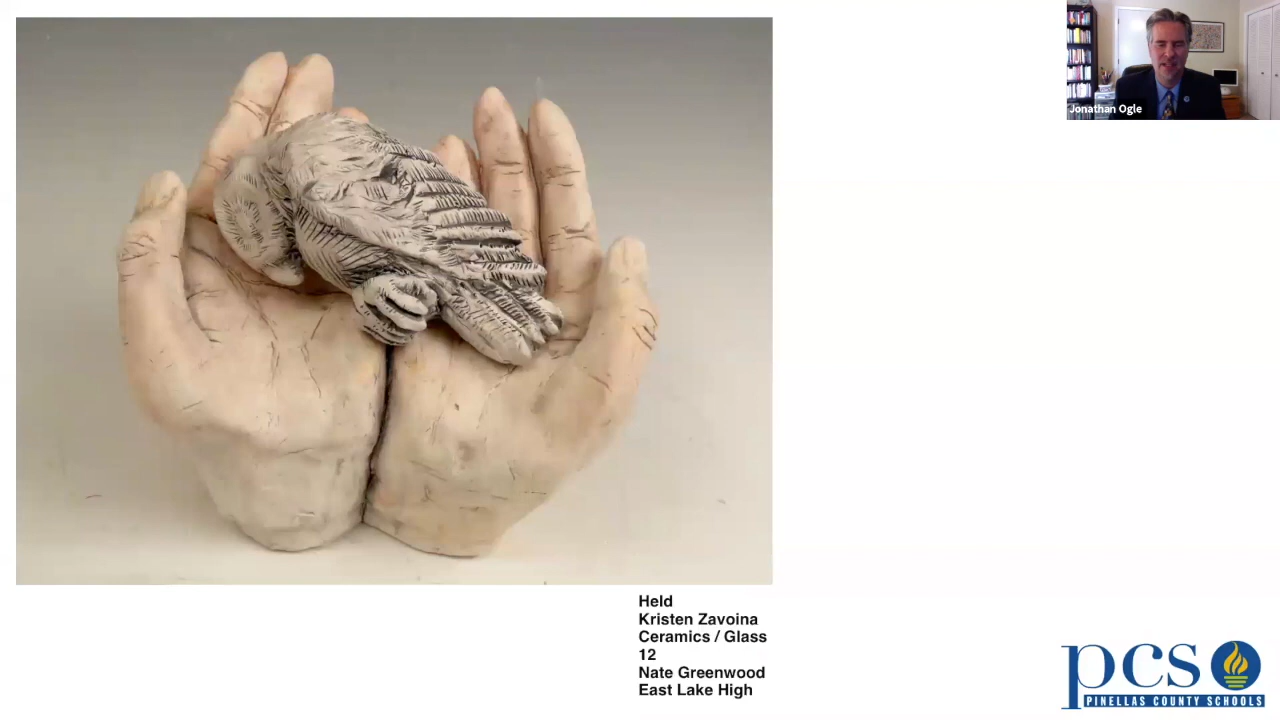 Jonathan Ogle
Held
Kristen Zavoina
Ceramics / Glass
12
Nate Greenwood
East Lake High
pcs
PINELLAS COUNTY SCHOOLS